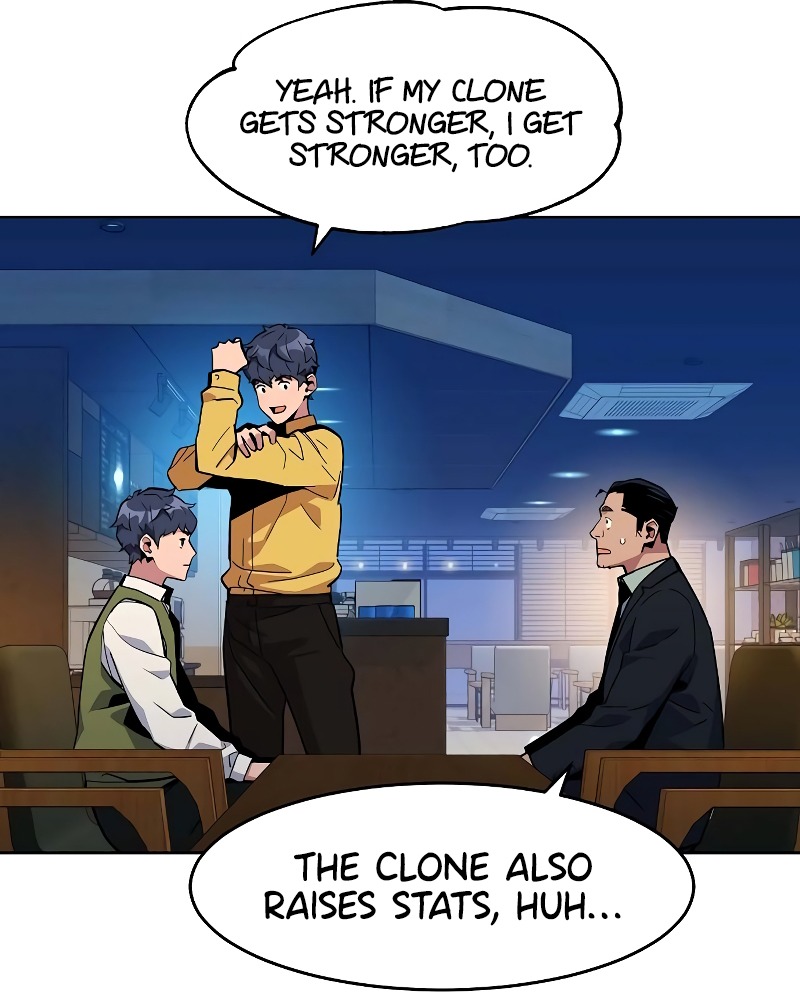 YEAH. IF MY CLONE
GETS STRONGER, I GET
STRONGER, TOO.
THE CLONE ALSO
RAISES STATS, HUH...